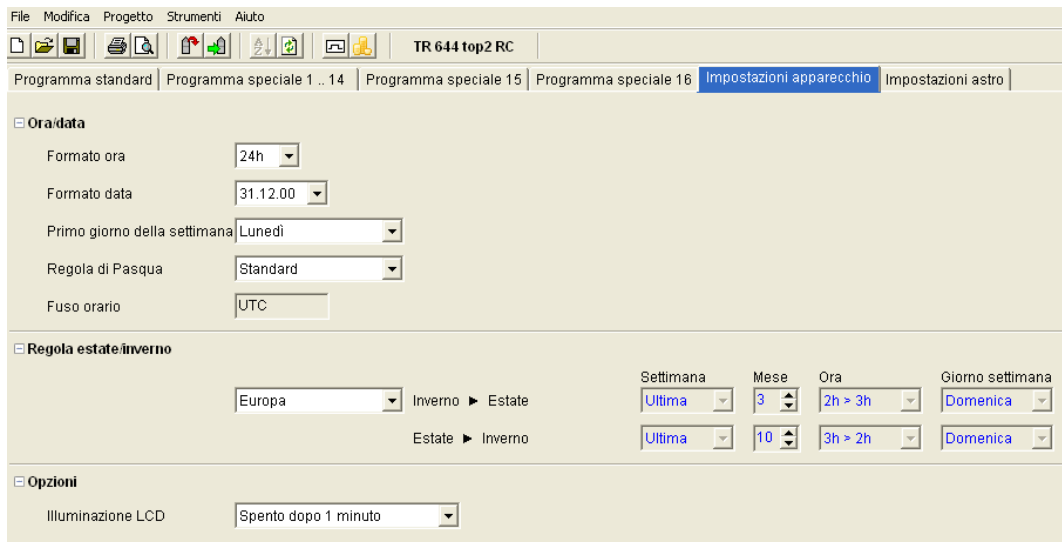 File Modifica Progetto Strumenti Aiuto
TR 644 top2 RC
Programma standard Programma speciale 1 .. 14 Programma speciale 15 Programma speciale 16 Impostazioni apparecchio Impostazioni astro
Ora/data
Formato ora 24h
Formato data 31.12.00
Primo giorno della settimana Lunedì
Regola di Pasqua Standard
Fuso orario UTC
Regola estate/inverno
Settimana Mese Ora Giorno settimana
Europa Inverno ► Estate Ultima 3 2h > 3h Domenica
Estate ► Inverno Ultima 10 3h > 2h Domenica
Opzioni
Illuminazione LCD Spento dopo 1 minuto